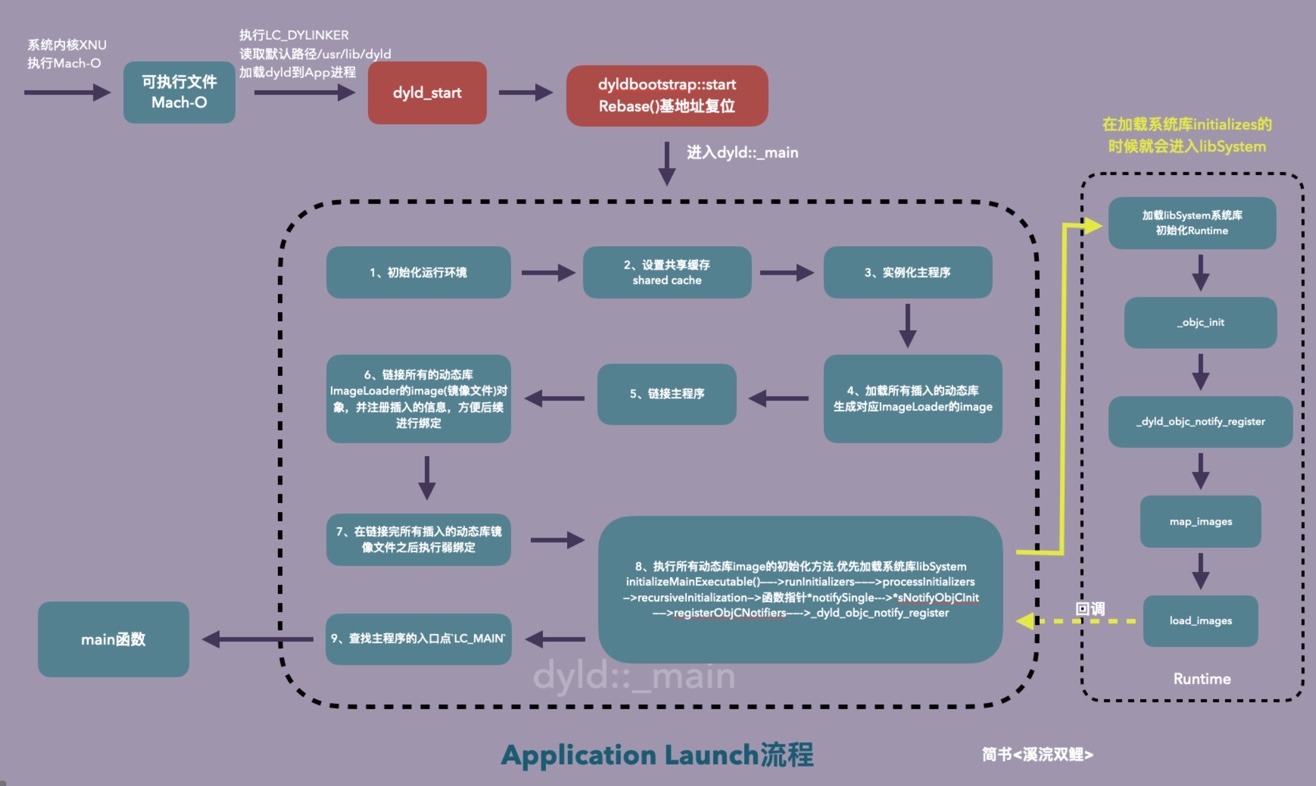 系统内核XNU
执行Mach-O
可执行文件
Mach-O
执行LC_DYLINKER
读取默认路径/usr/lib/dyld
加载dyld到App进程
dyld_start
dyldbootstrap::start
Rebase()基地址复位
进入dyld::_main
在加载系统库initializes的
时候就会进入libSystem
1、初始化运行环境
2、设置共享缓存
shared cache
3、实例化主程序
4、加载所有插入的动态库
生成对应ImageLoader的image
5、链接主程序
6、链接所有的动态库
ImageLoader的image(镜像文件)对
象，并注册插入的信息，方便后续
进行绑定
7、在链接完所有插入的动态库镜
像文件之后执行弱绑定
8、执行所有动态库image的初始化方法.优先加载系统库libSystem
initializeMainExecutable()—->runInitializers—–>processInitializers
–>recursiveInitialization–>函数指针*notifySingle--->*sNotifyObjCInit
—->registerObjCNotifiers—->_dyld_objc_notify_register
9、查找主程序的入口点`LC_MAIN`
main函数
dyld::_main
加载libSystem系统库
初始化Runtime
_objc_init
_dyld_objc_notify_register
map_images
load_images
回调
Runtime
Application Launch流程
简书<溪浣双鲤>